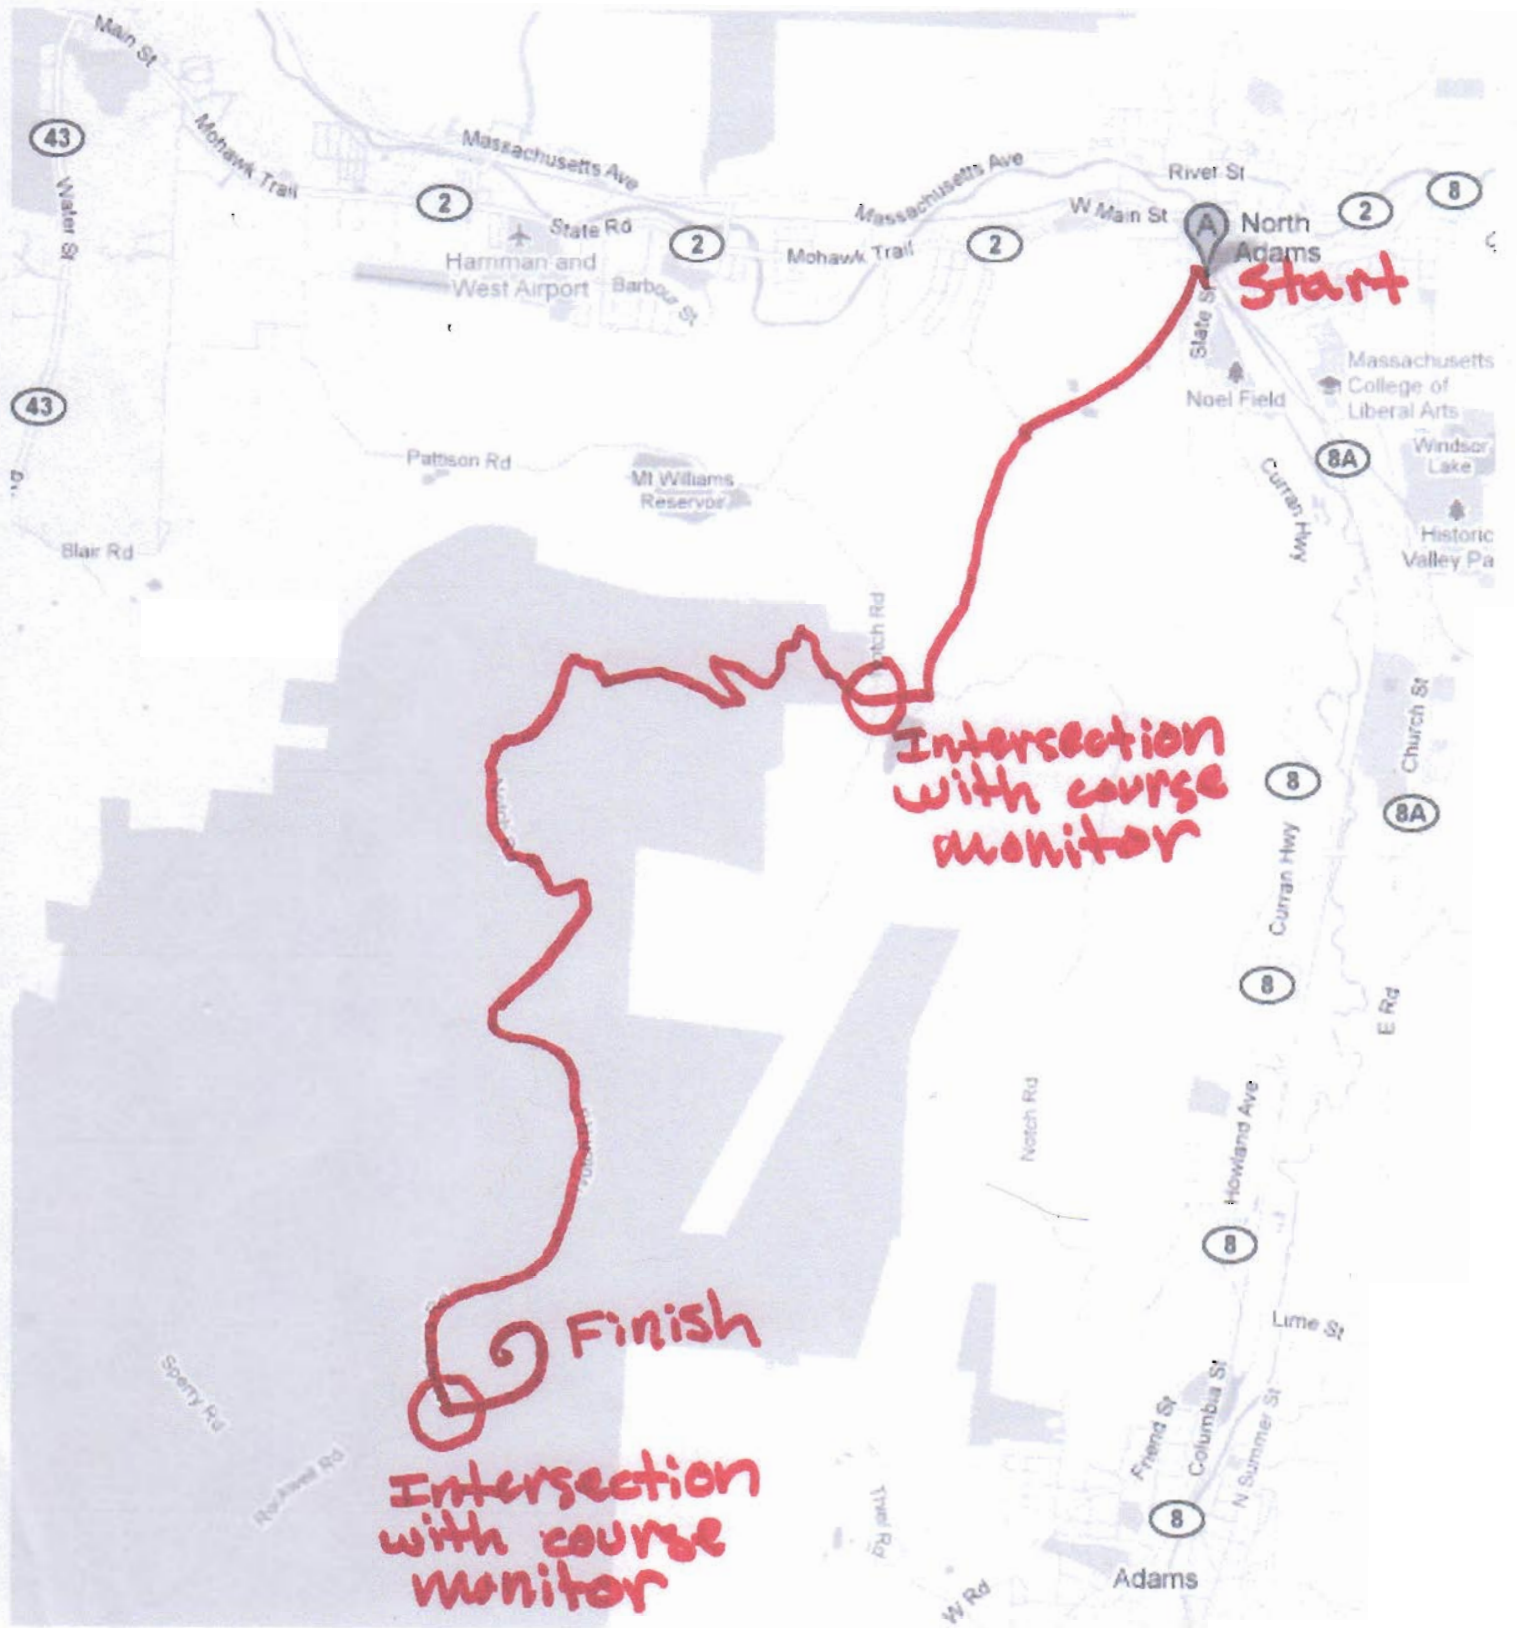 Main St
43
Water St
Mohawk Trail
2
Massachusetts Ave
State Rd
2
Harriman and
West Airport
Barbour St
Mohawk Trail
Massachusetts Ave
2
W Main St
River St
A
North
Adams
2
8
Start
State St
Noel Field
Massachusetts
College of
Liberal Arts
43
Pattison Rd
Mt Williams
Reservoir
Windsor
Lake
8A
Curran Hwy
Historic
Valley Pa
Blair Rd
Notch Rd
Intersection
with course
monitor
Church St
8
8A
Curran Hwy
8
E Rd
Notch Rd
Howland Ave
8
Lime St
Finish
Sperry Rd
Rockwell Rd
Intersection
with course
monitor
Friend St
Columbia St
N Summer St
8
Adams
W Rd